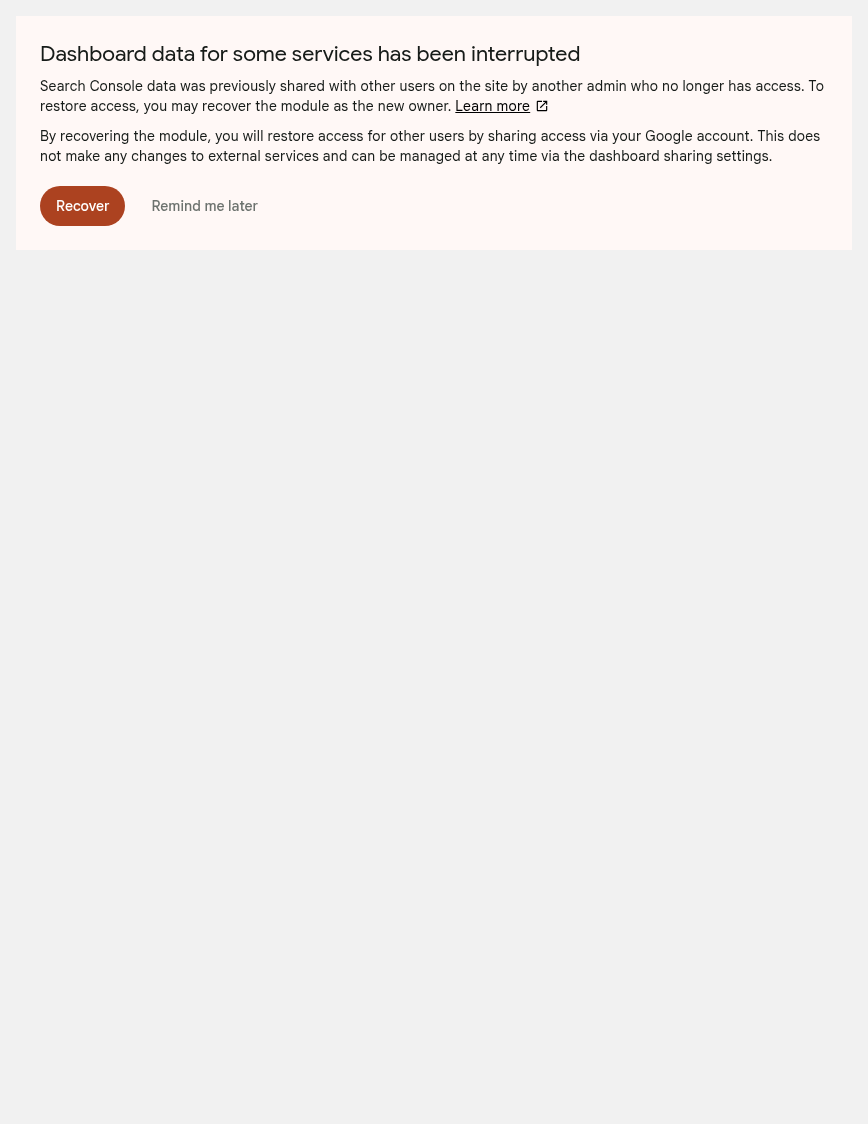 Dashboard data for some services has been interrupted
Search Console data was previously shared with other users on the site by another admin who no longer has access. To
restore access, you may recover the module as the new owner. Learn more
By recovering the module, you will restore access for other users by sharing access via your Google account. This does
not make any changes to external services and can be managed at any time via the dashboard sharing settings.
Recover
Remind me later